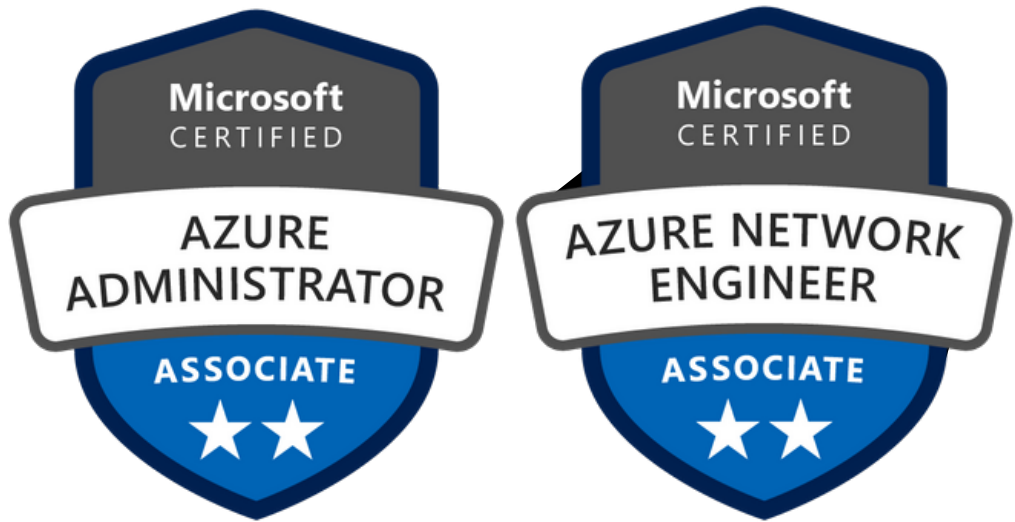 Microsoft
CERTIFIED
AZURE
ADMINISTRATOR
ASSOCIATE
Microsoft
CERTIFIED
AZURE NETWORK
ENGINEER
ASSOCIATE